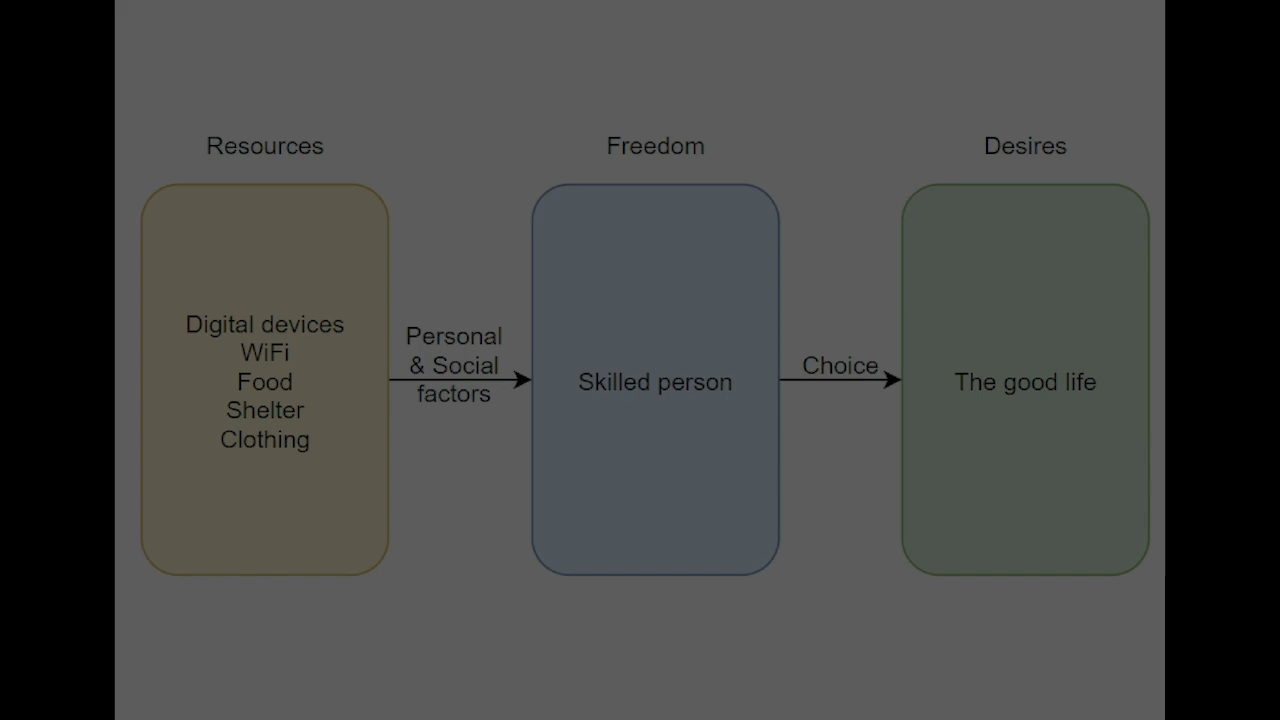 Resources
Freedom
Desires
Digital devices
WiFi
Food
Shelter
Clothing
Personal
& Social
factors
Skilled person
Choice
The good life